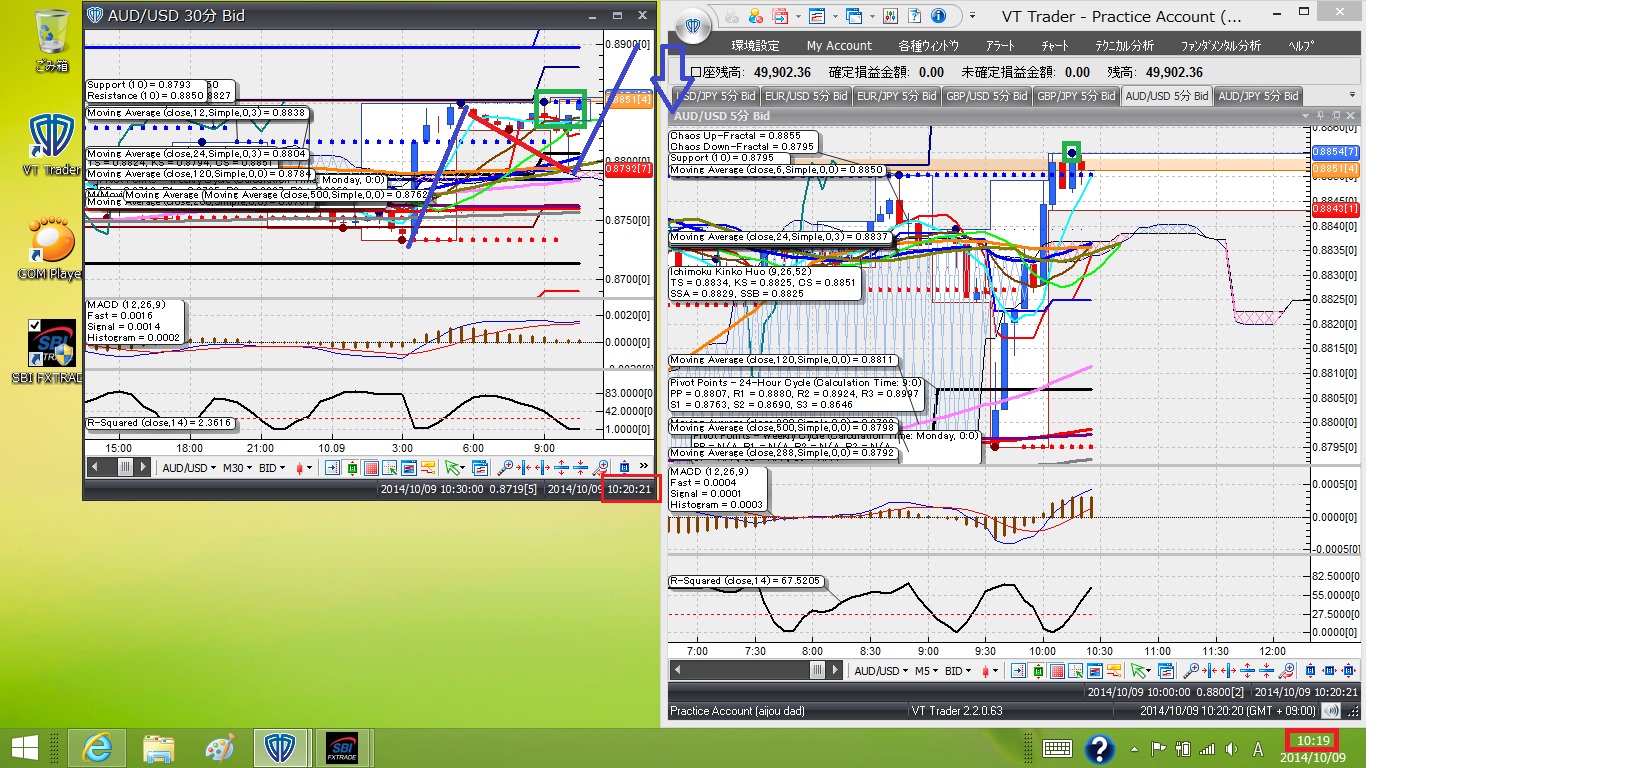 ごみ箱
VT Trader
GOM Playe
SBI FXTRAD
AUD/USD 30分 Bid
0.8900[0]
Support (10) = 0.8793
Resistance (10) = 0.8850
Moving Average (close,12,Simple,0,3) = 0.8838
Moving Average (close,24,Simple,0,3) = 0.8804
Moving Average (close,120,Simple,0,0) = 0.8784
Moving Average (close,500,Simple,0,0) = 0.8762
0.8851[4]
0.8800[0]
0.8792[7]
0.8750[0]
0.8700[0]
MACD (12,26,9)
Fast = 0.0016
Signal = 0.0014
Histogram = 0.0002
0.0020[0]
0.0000[0]
R-Squared (close,14) = 2.3616
83.0000[0
42.0000[0
1.0000[0]
15:00 18:00 21:00 10.09 3:00 6:00 9:00
AUD/USD M30 BID
2014/10/09 10:30:00 0.8719[5] 2014/10/09 10:20:21
VT Trader - Practice Account (...
環境設定 My Account 各種ウィンドウ アラート チャート テクニカル分析 ファンダメンタル分析 ヘルプ
口座残高: 49,902.36 確定損益金額: 0.00 未確定損益金額: 0.00 残高: 49,902.36
SD/JPY 5分 Bid EUR/USD 5分 Bid EUR/JPY 5分 Bid GBP/USD 5分 Bid GBP/JPY 5分 Bid AUD/USD 5分 Bid AUD/JPY 5分 Bid
AUD/USD 5分 Bid
Chaos Up-Fractal = 0.8855
Chaos Down-Fractal = 0.8795
Support (10) = 0.8795
Moving Average (close,6,Simple,0,0) = 0.8850
Moving Average (close,24,Simple,0,3) = 0.8837
Ichimoku Kinko Huo (9,26,52)
TS = 0.8834, KS = 0.8825, CS = 0.8851
SSA = 0.8829, SSB = 0.8825
Moving Average (close,120,Simple,0,0) = 0.8811
Pivot Points - 24-Hour Cycle (Calculation Time: 9:0)
PP = 0.8807, R1 = 0.8880, R2 = 0.8924, R3 = 0.8997
S1 = 0.8763, S2 = 0.8690, S3 = 0.8646
Moving Average (close,500,Simple,0,0) = 0.8798
Moving Average (close,288,Simple,0,0) = 0.8792
0.8860[0]
0.8854[7]
0.8851[4]
0.8843[1]
0.8840[0]
0.8835[0]
0.8830[0]
0.8825[0]
0.8820[0]
0.8815[0]
0.8810[0]
0.8805[0]
0.8800[0]
0.8795[0]
MACD (12,26,9)
Fast = 0.0004
Signal = 0.0001
Histogram = 0.0003
0.0005[0]
0.0000[0]
-0.0005[0
R-Squared (close,14) = 67.5205
82.5000[0
55.0000[0
27.5000[0
0.0000[0]
7:00 7:30 8:00 8:30 9:00 9:30 10:00 10:30 11:00 11:30 12:00
AUD/USD M5 BID
2014/10/09 10:00:00 0.8800[2] 2014/10/09 10:20:21
Practice Account (aijou dad) VT Trader 2.2.0.63 2014/10/09 10:20:20 (GMT + 09:00)
SBI
FXTRADE
A
10:19
2014/10/09